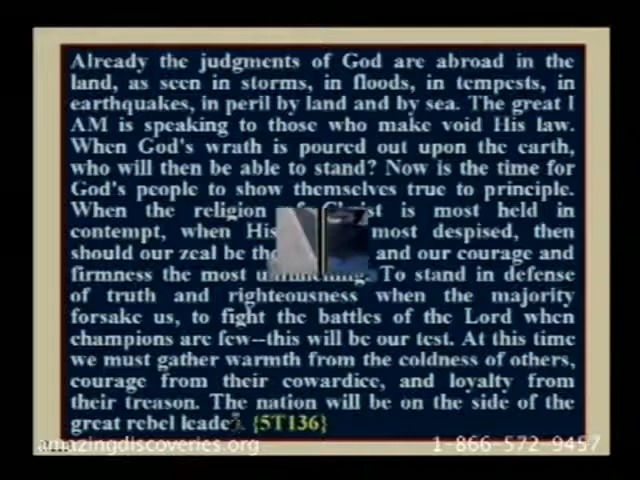 Already the judgments of God are abroad in the
land, as seen in storms, in floods, in tempests, in
earthquakes, in peril by land and by sea. The great I
AM is speaking to those who make void His law.
When God's wrath is poured out upon the earth,
who will then be able to stand? Now is the time for
God's people to show themselves true to principle.
When the religion of Christ is most held in
contempt, when His most despised, then
should our zeal be the and our courage and
firmness the most unflinching. To stand in defense
of truth and righteousness when the majority
forsake us, to fight the battles of the Lord when
champions are few--this will be our test. At this time
we must gather warmth from the coldness of others,
courage from their cowardice, and loyalty from
their treason. The nation will be on the side of the
great rebel leader. {5T136}
amazingdiscoveries.org 1-866-572-9457